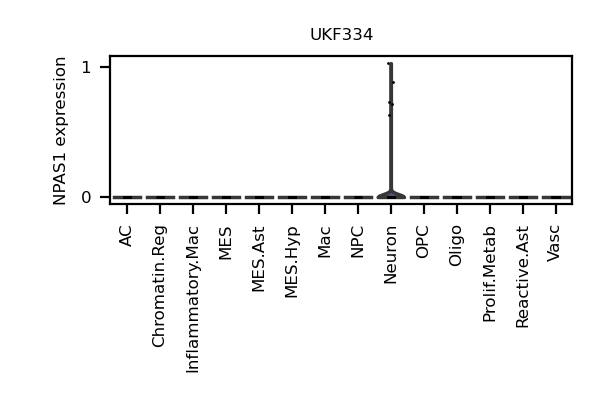 UKF334
NPAS1 expression
1
0
AC
Chromatin.Reg
Inflammatory.Mac
MES
MES.Ast
MES.Hyp
Mac
NPC
Neuron
OPC
Oligo
Prolif.Metab
Reactive.Ast
Vasc